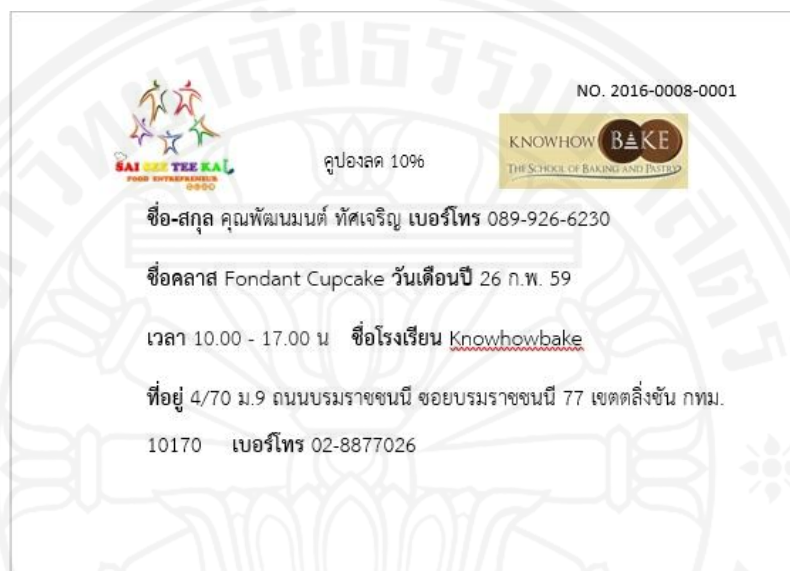 NO. 2016-0008-0001
SAI GEE TEE KAI
FOOD ENTREPRENEUR
คูปองลด 10%
KNOWHOW BAKE
THE SCHOOL OF BAKING AND PASTRY
ชื่อ-สกุล คุณพัฒนมนต์ ทัศเจริญ เบอร์โทร 089-926-6230
ชื่อคลาส Fondant Cupcake วันเดือนปี 26 ก.พ. 59
เวลา 10.00 - 17.00 น ชื่อโรงเรียน Knowhowbake
ที่อยู่ 4/70 ม.9 ถนนบรมราชชนนี ซอยบรมราชชนนี 77 เขตตลิ่งชัน กทม.
10170 เบอร์โทร 02-8877026